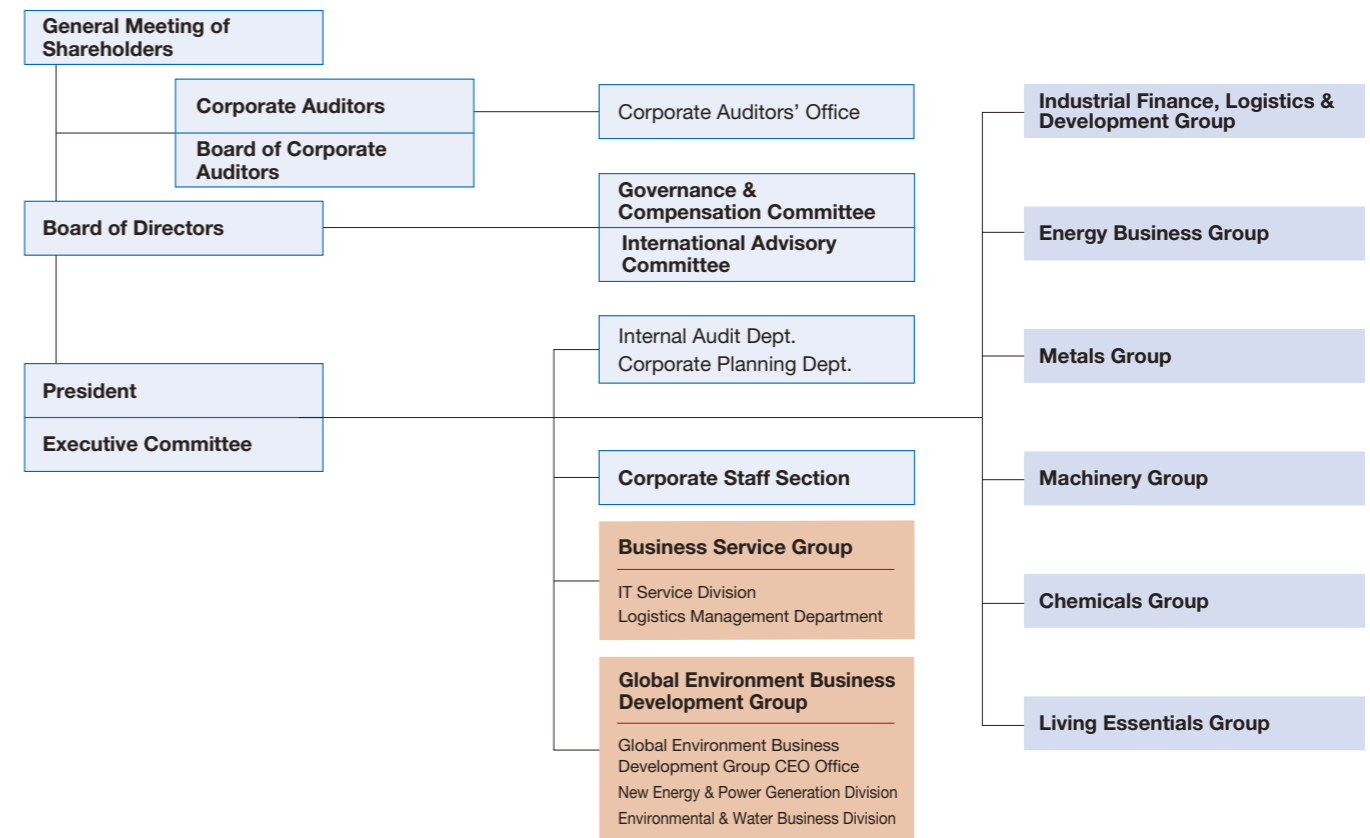 General Meeting of
Shareholders
Corporate Auditors
Board of Corporate
Auditors
Corporate Auditors' Office
Board of Directors
Governance &
Compensation Committee
International Advisory
Committee
Internal Audit Dept.
Corporate Planning Dept.
President
Executive Committee
Corporate Staff Section
Business Service Group
IT Service Division
Logistics Management Department
Global Environment Business
Development Group
Global Environment Business
Development Group CEO Office
New Energy & Power Generation Division
Environmental & Water Business Division
Industrial Finance, Logistics &
Development Group
Energy Business Group
Metals Group
Machinery Group
Chemicals Group
Living Essentials Group